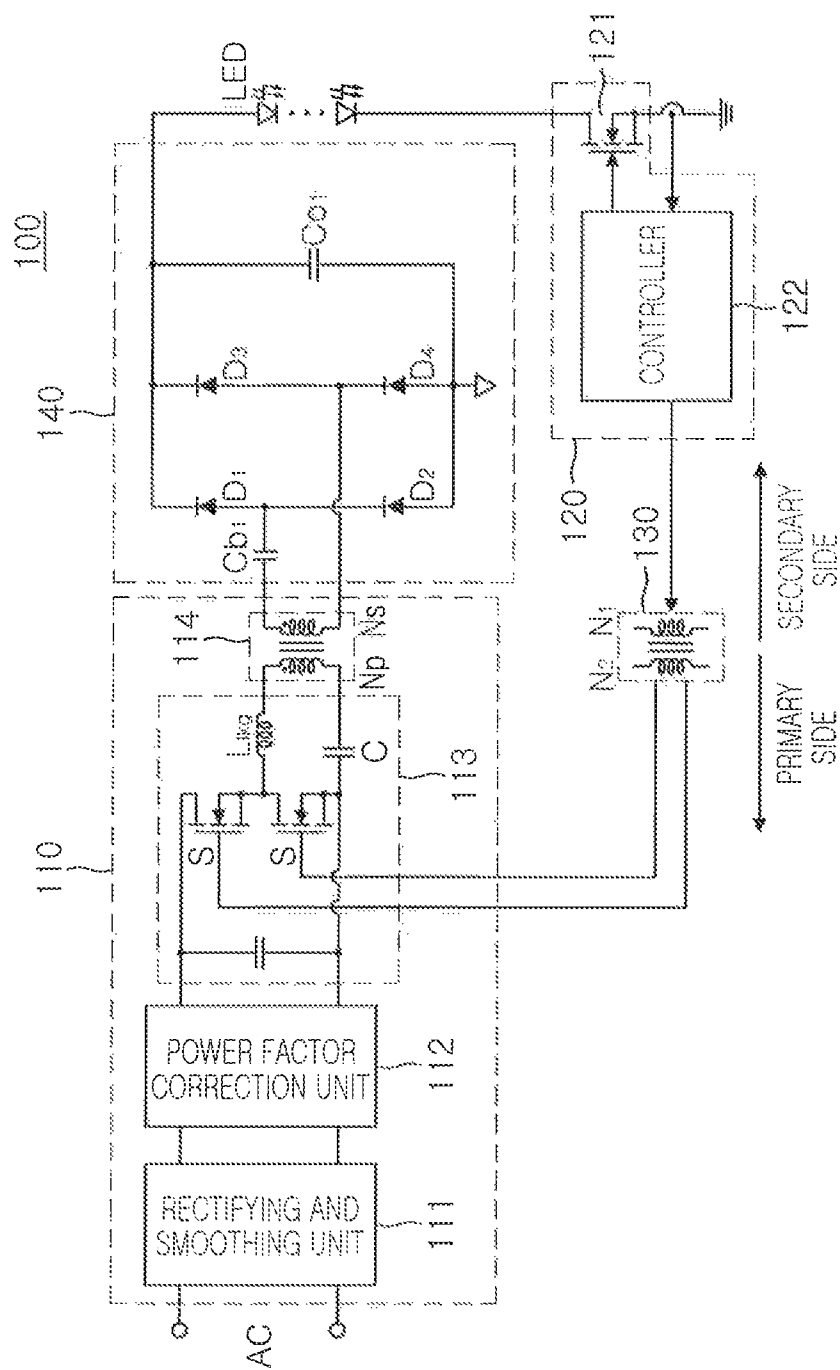 100
110
AC
RECTIFYING AND
SMOOTHING UNIT
111
POWER FACTOR
CORRECTION UNIT
112
S
S
Llkg
C
113
114
Np
Ns
140
Cb1
D1
D2
D3
D4
Co1
LED
120
121
CONTROLLER
122
130
N2
N1
PRIMARY
SIDE
SECONDARY
SIDE